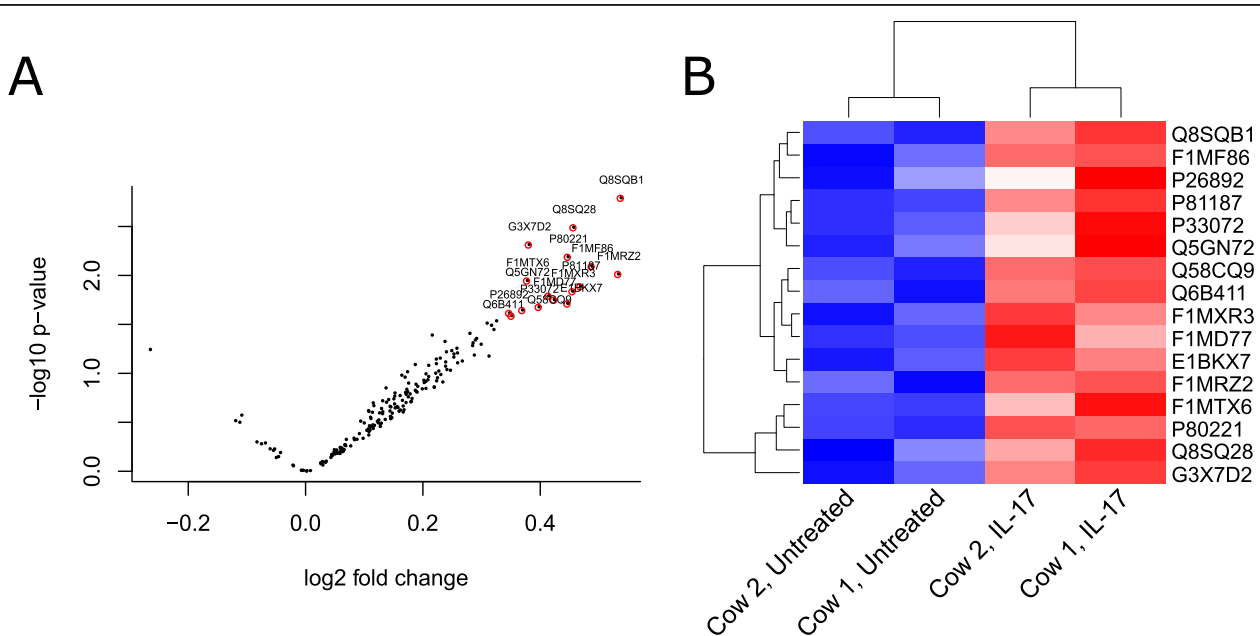 A
Q8SQB1
Q8SQ28
G3X7D2
P80221
F1MF86
F1MRZ2
F1MTX6
P81187
Q5GN72
F1MXR3
F1MD77
P33072
E1BKX7
P26892
Q58CQ9
Q6B411
−log10 p−value
2.0
1.0
0.0
−0.2
0.0
0.2
0.4
log2 fold change
B
Q8SQB1
F1MF86
P26892
P81187
P33072
Q5GN72
Q58CQ9
Q6B411
F1MXR3
F1MD77
E1BKX7
F1MRZ2
F1MTX6
P80221
Q8SQ28
G3X7D2
Cow 2, Untreated
Cow 1, Untreated
Cow 2, IL-17
Cow 1, IL-17